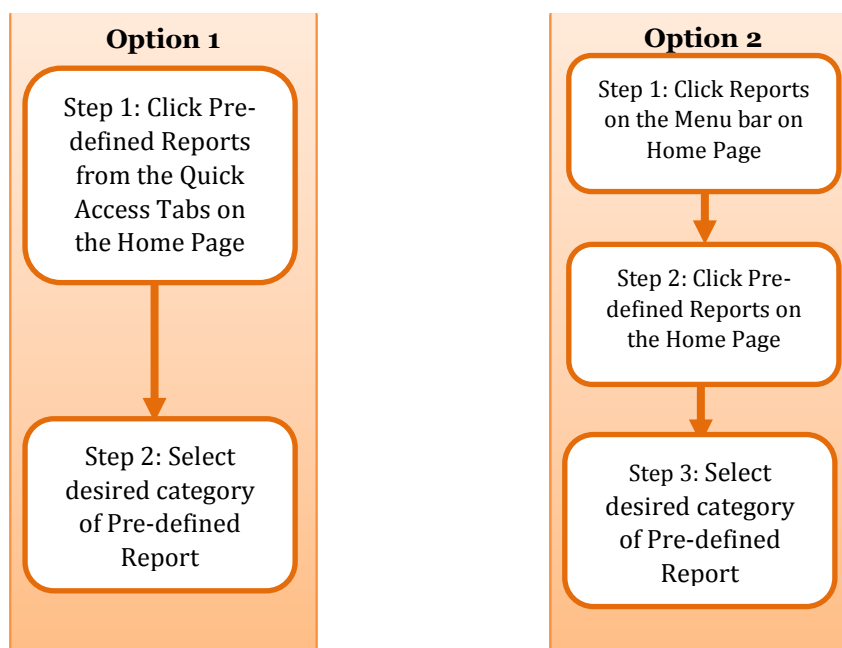 Option 1
Step 1: Click Pre-
defined Reports
from the Quick
Access Tabs on
the Home Page
Step 2: Select
desired category
of Pre-defined
Report
Option 2
Step 1: Click Reports
on the Menu bar on
Home Page
Step 2: Click Pre-
defined Reports on
the Home Page
Step 3: Select
desired category
of Pre-defined
Report